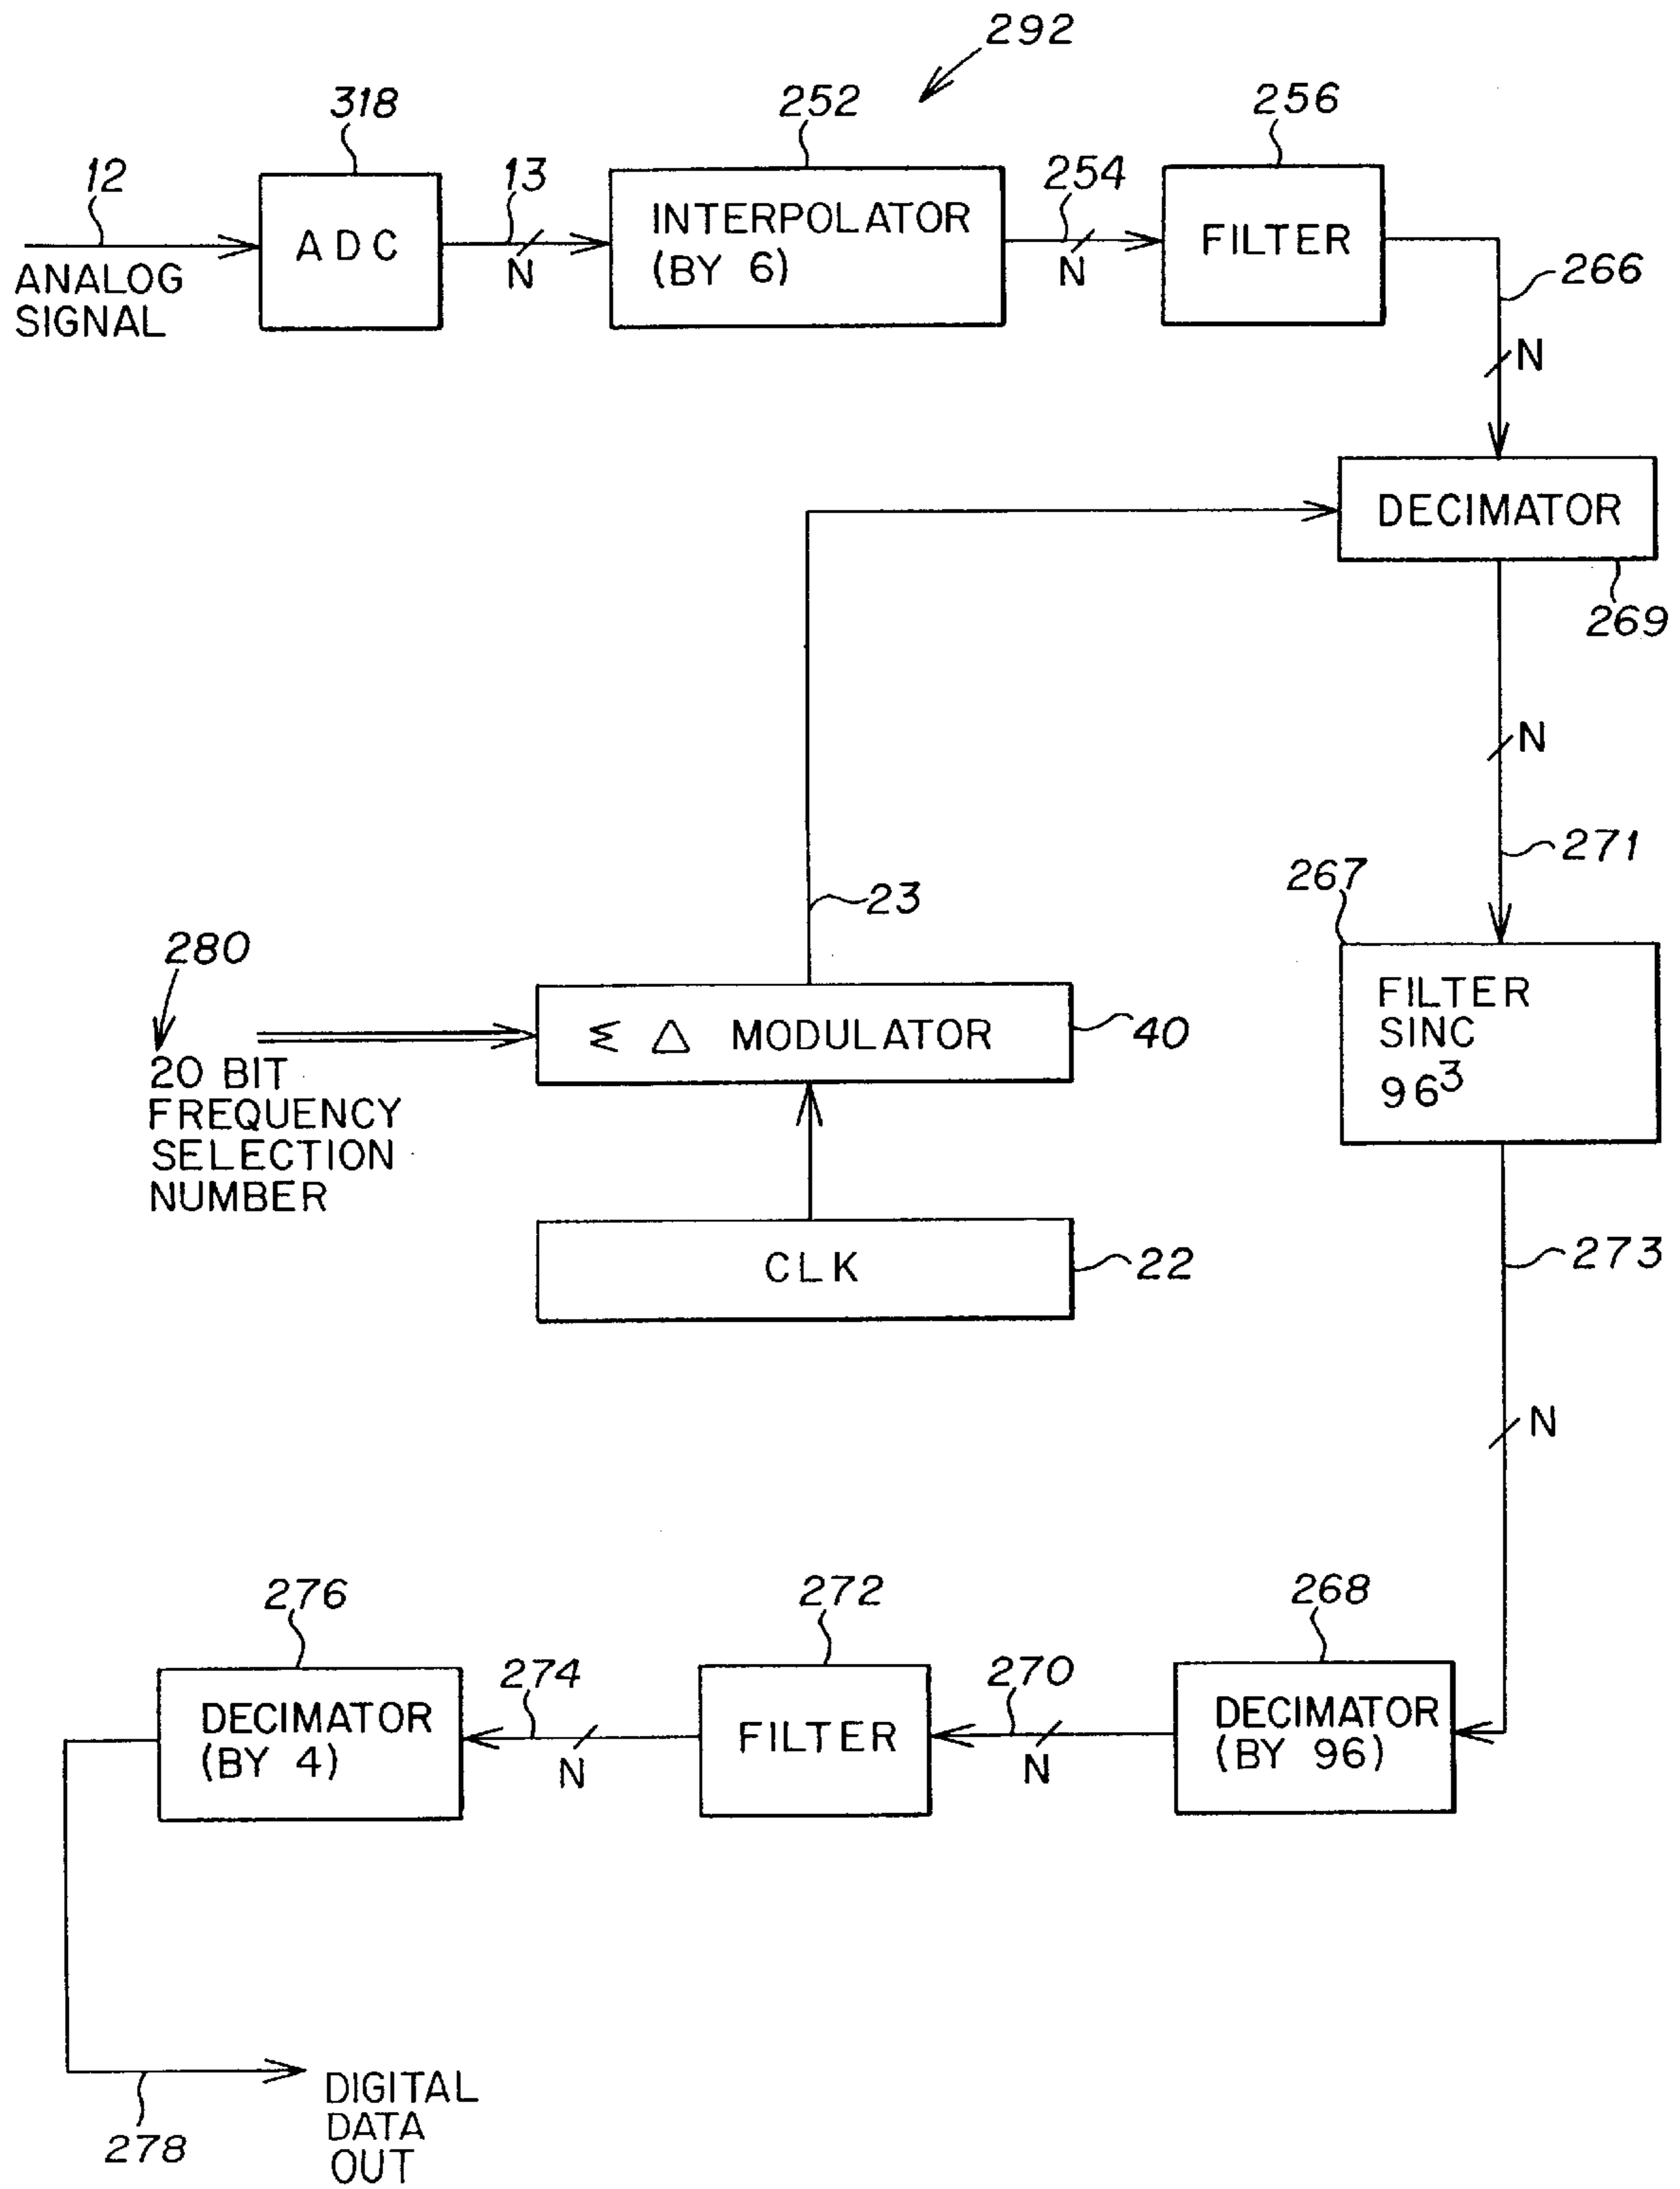 292
318
252
256
12
13
254
ADC
INTERPOLATOR
(BY 6)
FILTER
N
N
ANALOG
SIGNAL
266
N
DECIMATOR
269
N
271
267
23
280
FILTER
SINC
96³
Σ Δ MODULATOR
40
20 BIT
FREQUENCY
SELECTION
NUMBER
CLK
22
273
N
276
272
268
274
270
DECIMATOR
(BY 4)
N
FILTER
N
DECIMATOR
(BY 96)
278
DIGITAL
DATA
OUT